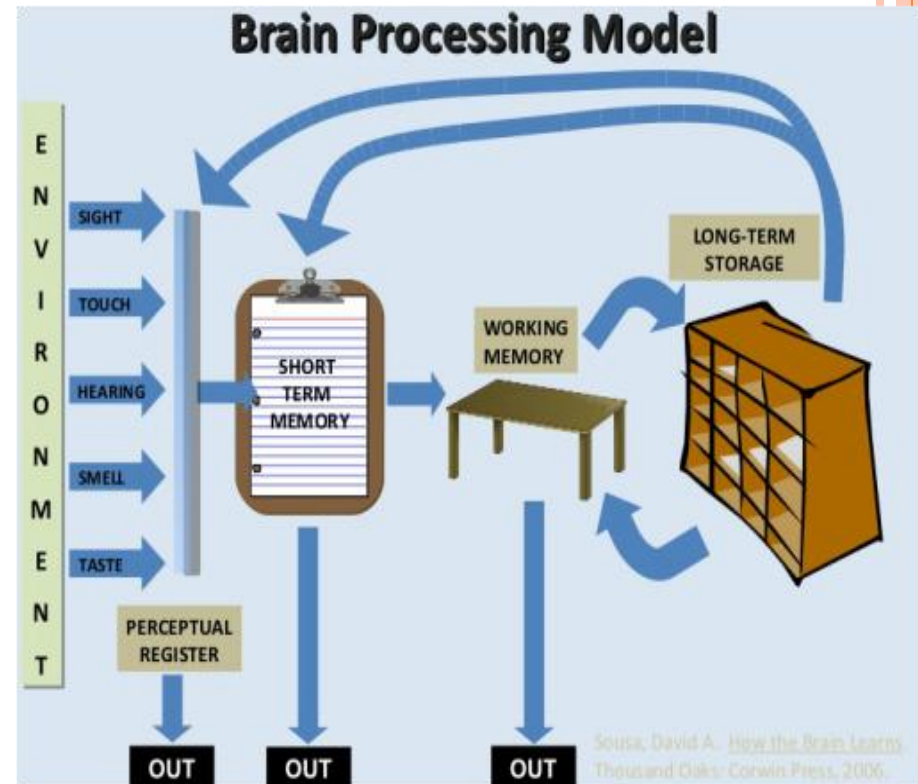 Brain Processing Model
E
N
V
I
R
O
N
M
E
N
T
SIGHT
TOUCH
HEARING
SMELL
TASTE
PERCEPTUAL
REGISTER
SHORT
TERM
MEMORY
WORKING
MEMORY
LONG-TERM
STORAGE
OUT
OUT
OUT
Sousa, David A. How the Brain Learns.
Thousand Oaks: Corwin Press, 2006.